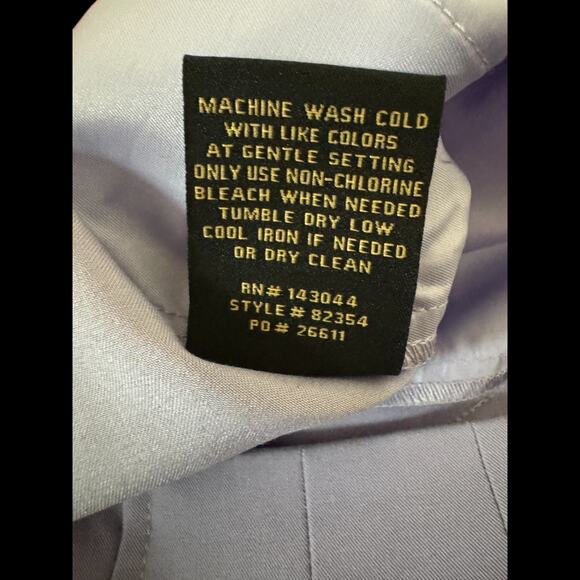 MACHINE WASH COLD
WITH LIKE COLORS
AT GENTLE SETTING
ONLY USE NON-CHLORINE
BLEACH WHEN NEEDED
TUMBLE DRY LOW
COOL IRON IF NEEDED
OR DRY CLEAN
RN# 143044
STYLE # 82354
PO# 26611